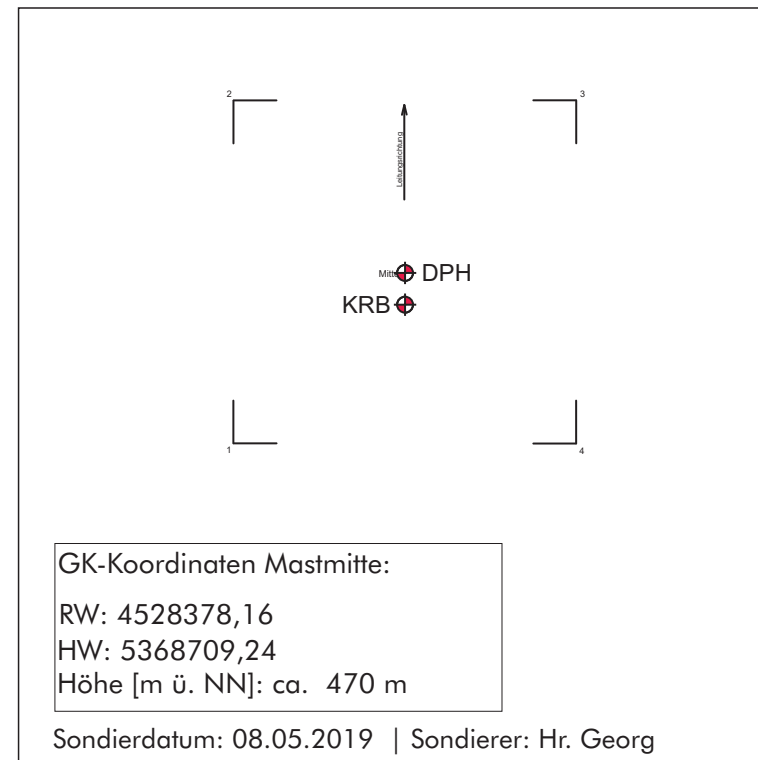 2
3
Leitungsrichtung
Mitte
DPH
KRB
1
4
GK-Koordinaten Mastmitte:
RW: 4528378,16
HW: 5368709,24
Höhe [m ü. NN]: ca. 470 m
Sondierdatum: 08.05.2019 | Sondierer: Hr. Georg